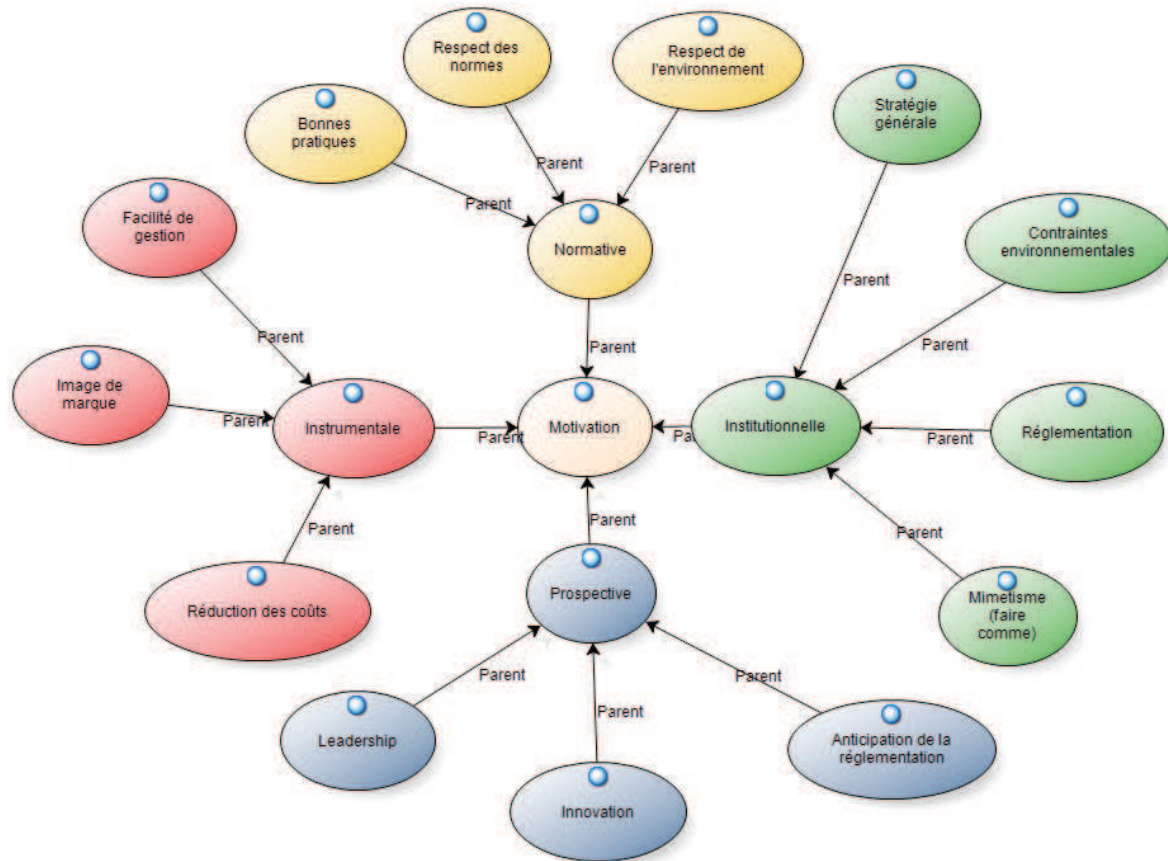 Respect des
normes
Respect de
l'environnement
Stratégie
générale
Bonnes
pratiques
Parent
Parent
Parent
Facilité de
gestion
Normative
Contraintes
environnementales
Parent
Parent
Parent
Parent
Image de
marque
Parent
Instrumentale
Parent
Motivation
Institutionnelle
Parent
Réglementation
Parent
Parent
Parent
Réduction des coûts
Prospective
Mimetisme
(faire
comme)
Parent
Parent
Parent
Leadership
Anticipation de la
réglementation
Innovation